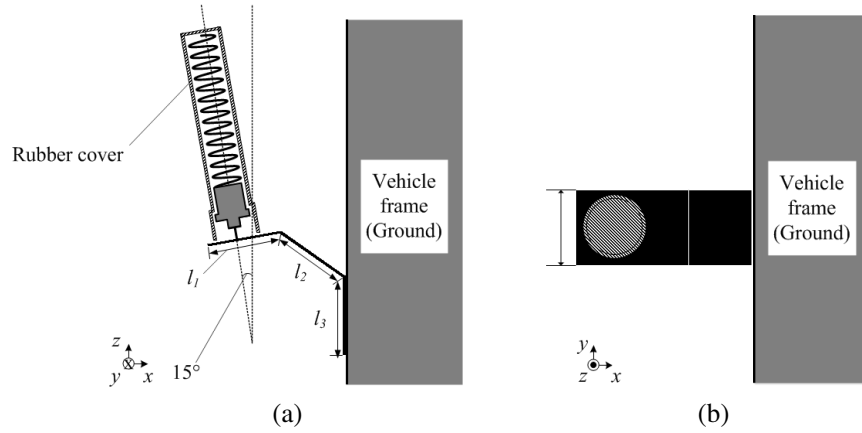 Rubber cover
Vehicle
frame
(Ground)
l1
l2
l3
15°
z
y
x
(a)
Vehicle
frame
(Ground)
y
z
x
(b)